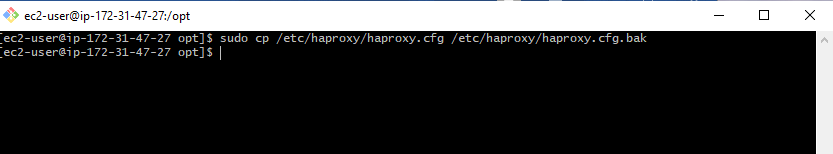 ec2-user@ip-172-31-47-27:/opt
[ec2-user@ip-172-31-47-27 opt]$ sudo cp /etc/haproxy/haproxy.cfg /etc/haproxy/haproxy.cfg.bak
[ec2-user@ip-172-31-47-27 opt]$